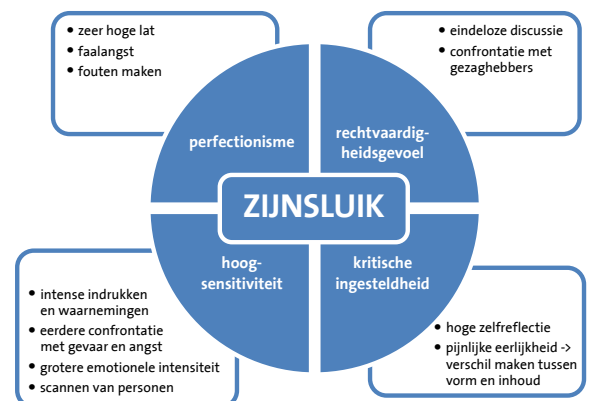 • zeer hoge lat
• faalangst
• fouten maken
• eindeloze discussie
• confrontatie met
gezaghebbers
perfectionisme
rechtvaardig-
heidsgevoel
ZIJNSLUIK
hoog-
sensitiviteit
kritische
ingesteldheid
• intense indrukken
en waarnemingen
• eerdere confrontatie
met gevaar en angst
• grotere emotionele intensiteit
• scannen van personen
• hoge zelfreflectie
• pijnlijke eerlijkheid ->
verschil maken tussen
vorm en inhoud